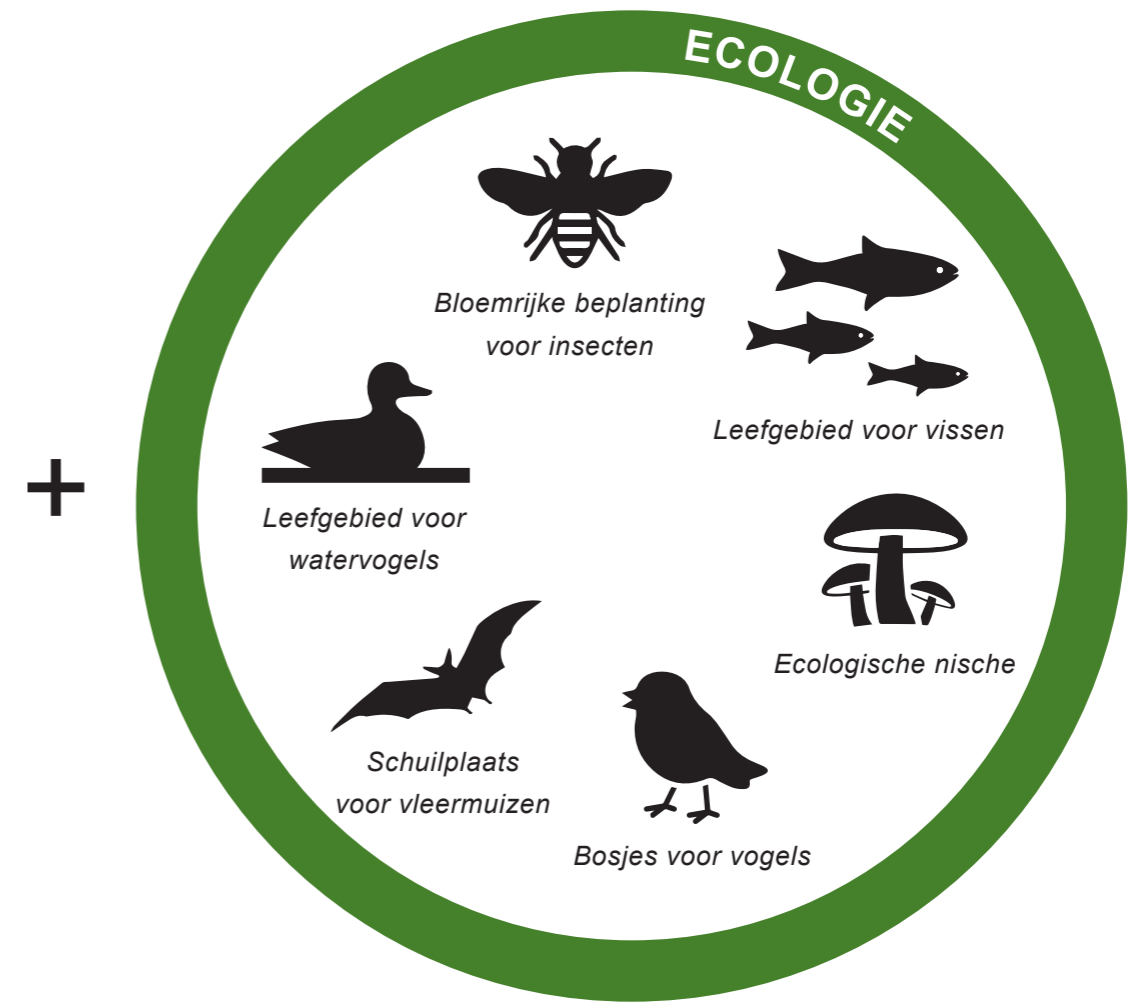 ECOLOGIE
Bloemrijke beplanting
voor insecten
Leefgebied voor vissen
+
Leefgebied voor
watervogels
Ecologische nische
Schuilplaats
voor vleermuizen
Bosjes voor vogels